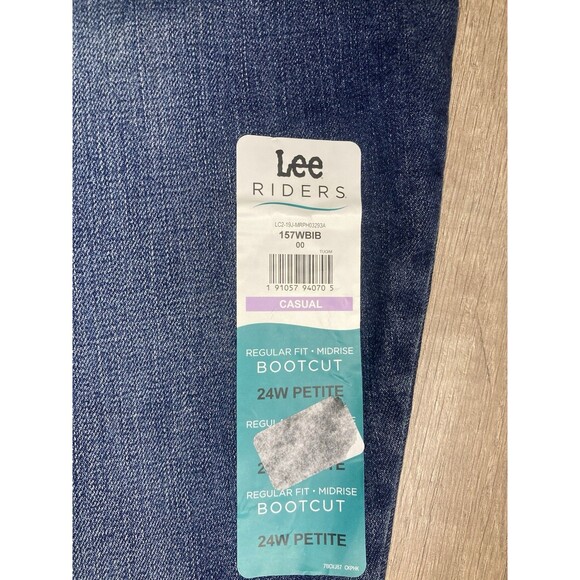 Lee
RIDERS
157WBIB
00
1 91057 94070 5
CASUAL
REGULAR FIT • MIDRISE
BOOTCUT
24W PETITE
REGULAR FIT • MIDRISE
BOOTCUT
24W PETITE